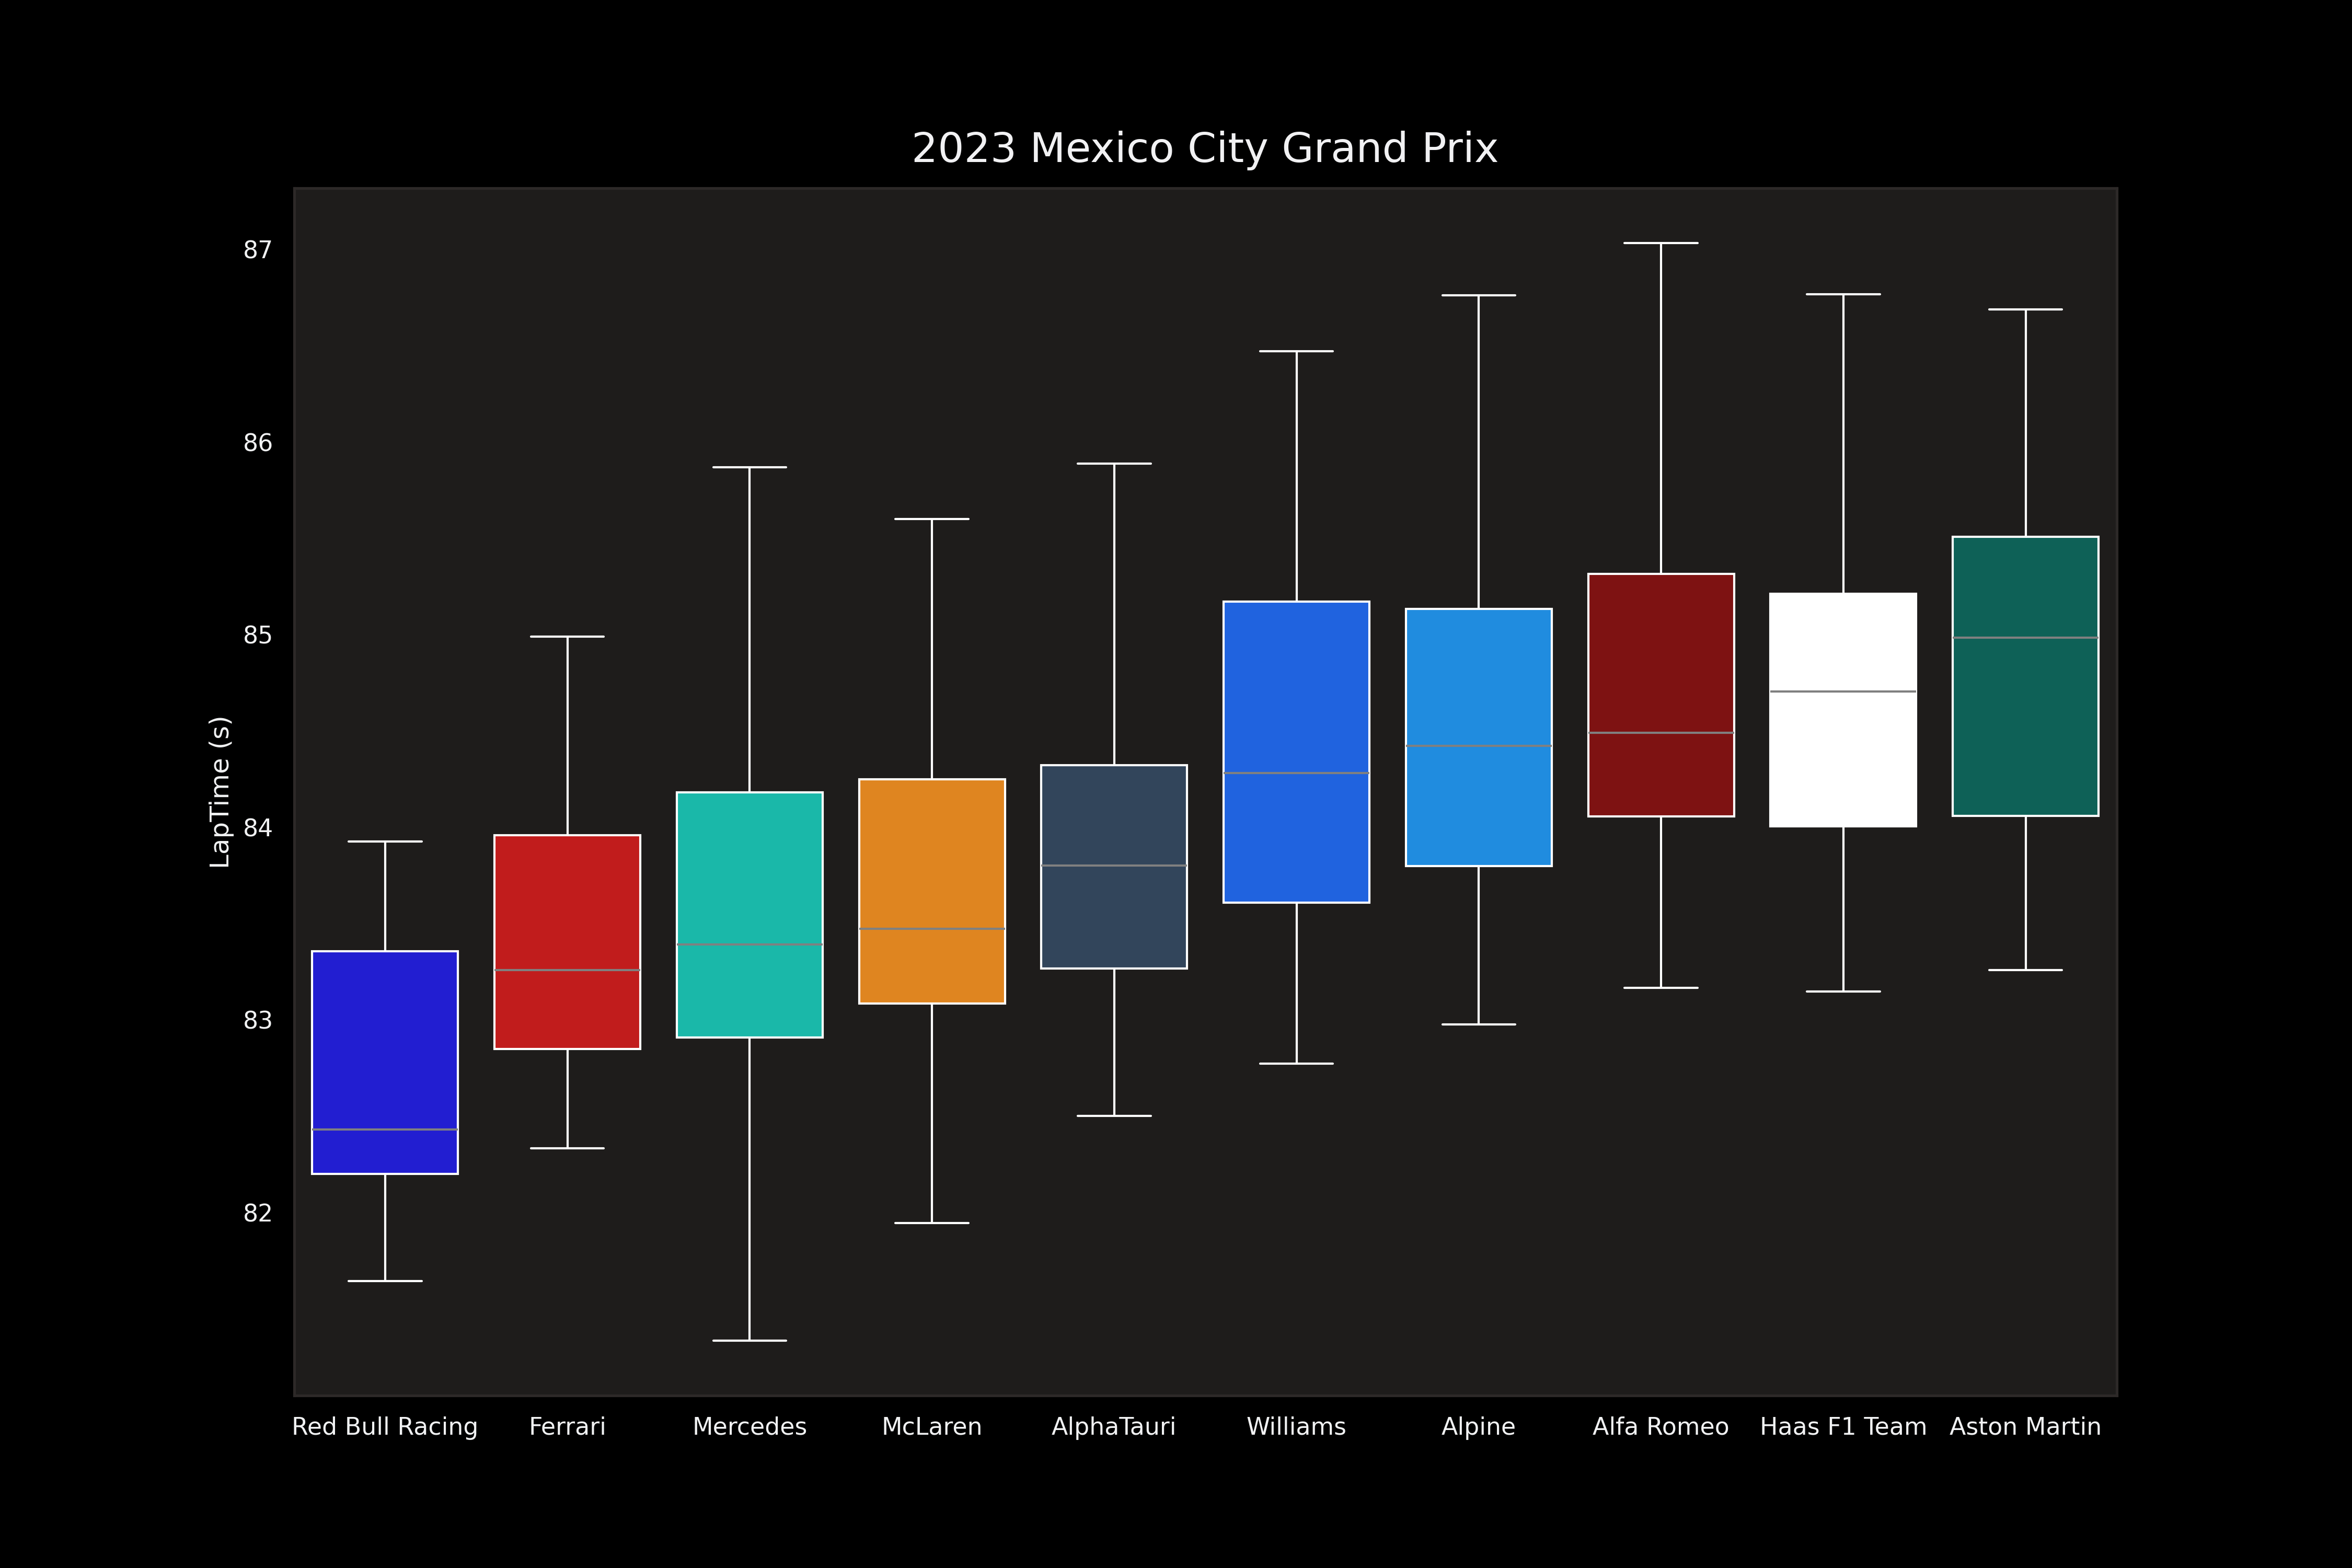 2023 Mexico City Grand Prix
87
86
85
84
83
82
LapTime (s)
Red Bull Racing Ferrari Mercedes McLaren AlphaTauri Williams Alpine Alfa Romeo Haas F1 Team Aston Martin